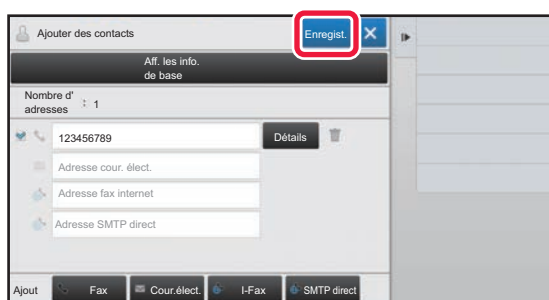 Ajouter des contacts
Enregist.
Aff. les info.
de base
Nombre d'
adresses : 1
123456789
Détails
Adresse cour. élect.
Adresse fax internet
Adresse SMTP direct
Ajout
Fax
Cour.élect.
I-Fax
SMTP direct